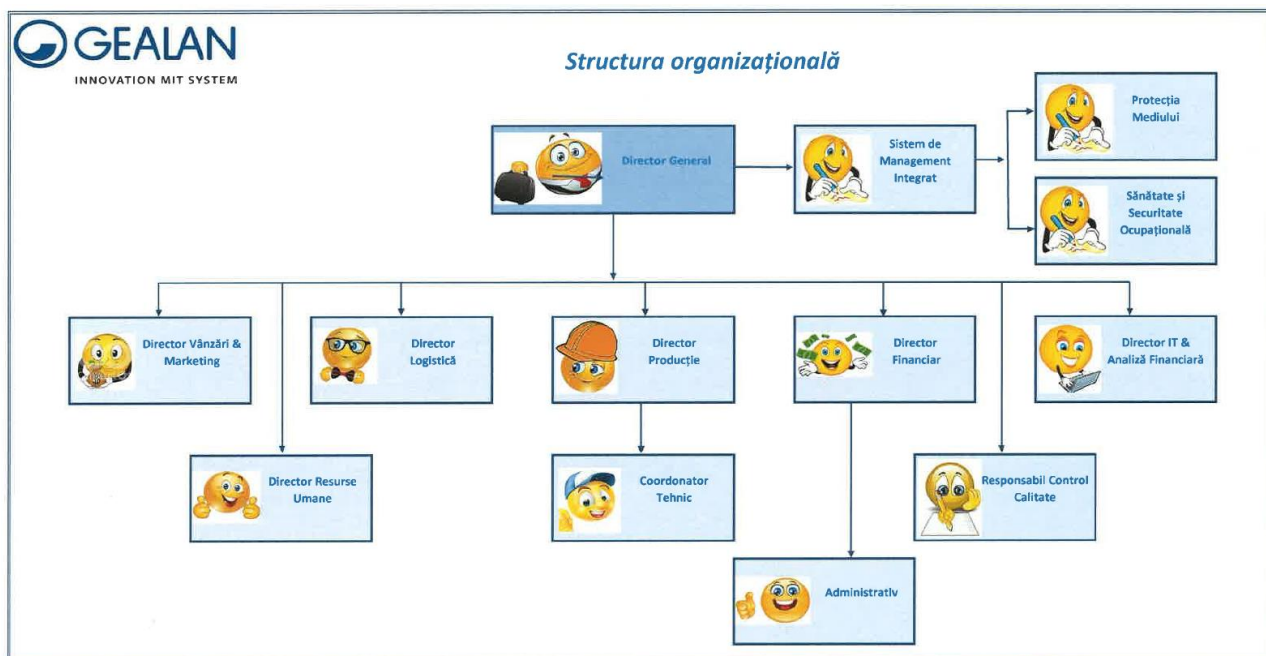 GEALAN
INNOVATION MIT SYSTEM
Structura organizațională
Protecția
Mediului
Director General
Sistem de
Management
Integrat
Sănătate și
Securitate
Ocupațională
Director Vânzări &
Marketing
Director
Logistică
Director
Producție
Director
Financiar
Director IT &
Analiză Financiară
Director Resurse
Umane
Coordonator
Tehnic
Responsabil Control
Calitate
Administrativ